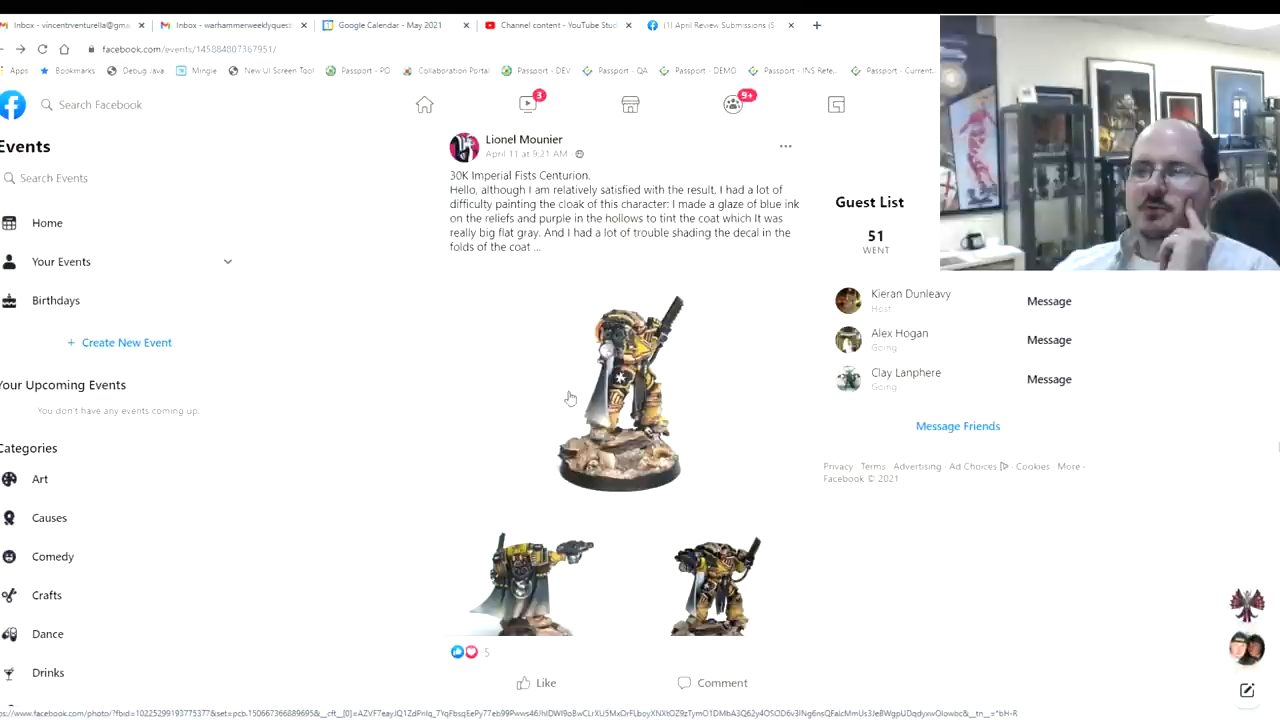 Inbox - vincentrventurella@gm
Inbox - warhammerweeklyques
Google Calendar - May 2021
Channel content - YouTube Stud
(1) April Review Submissions (S
facebook.com/events/1458848073679 51/
Apps
Bookmarks
Debug Java
Mingle
New UI Screen Tool
Passport - PO
Collaboration Portal
Passport - DEV
Passport - QA
Passport - DEMO
Passport - INS Rele...
Passport - Current...
Search Facebook
3
9+
Events
Search Events
Home
Your Events
Birthdays
+ Create New Event
Your Upcoming Events
You don't have any events coming up.
Categories
Art
Causes
Comedy
Crafts
Dance
Drinks
Lionel Mounier
April 11 at 9:21 AM
30K Imperial Fists Centurion.
Hello, although I am relatively satisfied with the result, I had a lot of
difficulty painting the cloak of this character: I made a glaze of blue ink
on the reliefs and purple in the hollows to tint the coat which It was
really big flat gray. And I had a lot of trouble shading the decal in the
folds of the coat ...
5
Like
Comment
Guest List
51
WENT
Kieran Dunleavy
Host
Message
Alex Hogan
Going
Message
Clay Lanphere
Going
Message
Message Friends
Privacy · Terms · Advertising · Ad Choices · Cookies · More ·
Facebook © 2021